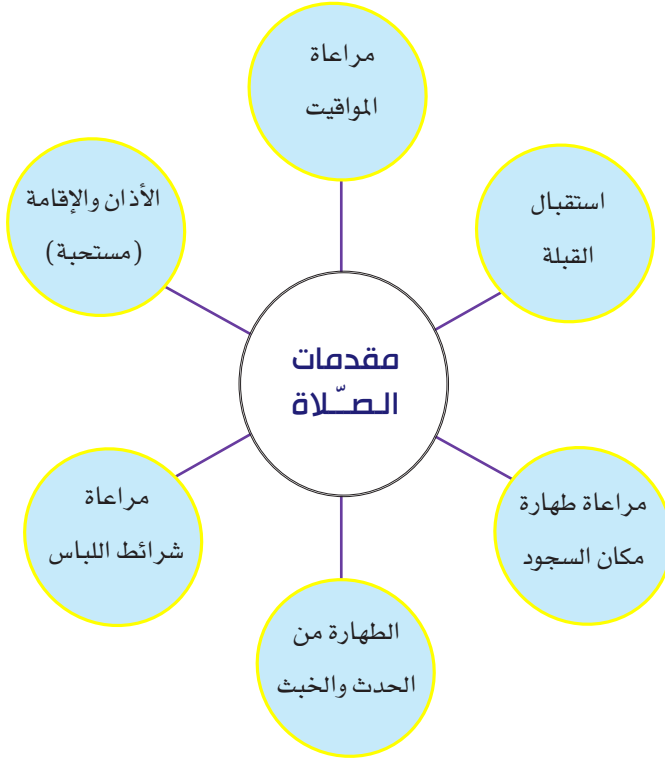 مقدمات
الصّلاة
مراعاة
المواقيت
استقبال
القبلة
مراعاة طهارة
مكان السجود
الطهارة من
الحدث والخبث
مراعاة
شرائط اللباس
الأذان والإقامة
(مستحبة)